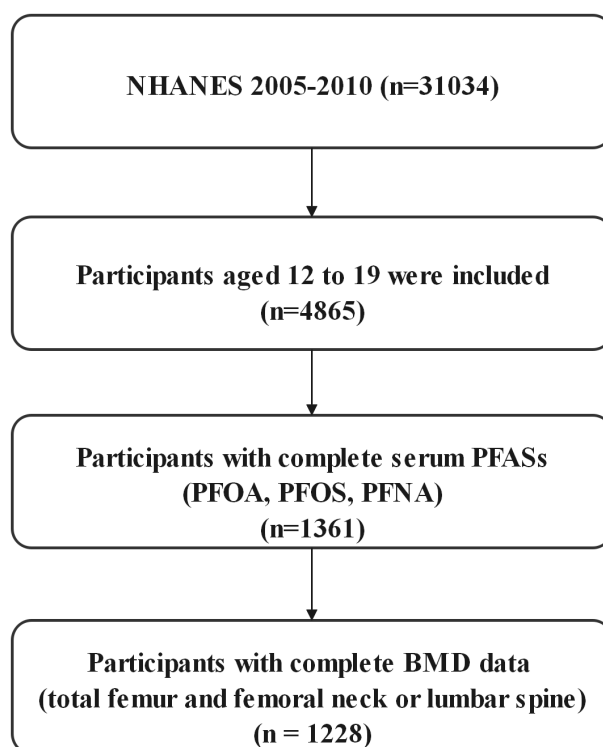 NHANES 2005-2010 (n=31034)
Participants aged 12 to 19 were included
(n=4865)
Participants with complete serum PFASs
(PFOA, PFOS, PFNA)
(n=1361)
Participants with complete BMD data
(total femur and femoral neck or lumbar spine)
(n = 1228)